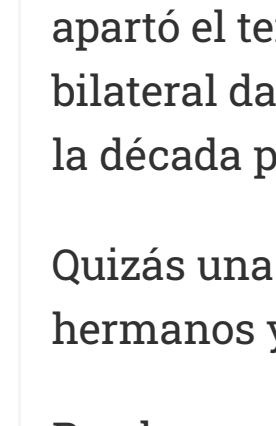 apartó el
bilateral
la década
Quizás una
hermanos